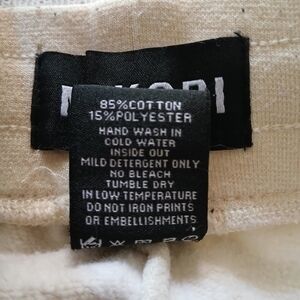 85%COTTON
15%POLYESTER
HAND WASH IN
COLD WATER
INSIDE OUT
MILD DETERGENT ONLY
NO BLEACH
TUMBLE DRY
IN LOW TEMPERATURE
DO NOT IRON PRINTS
OR EMBELLISHMENTS